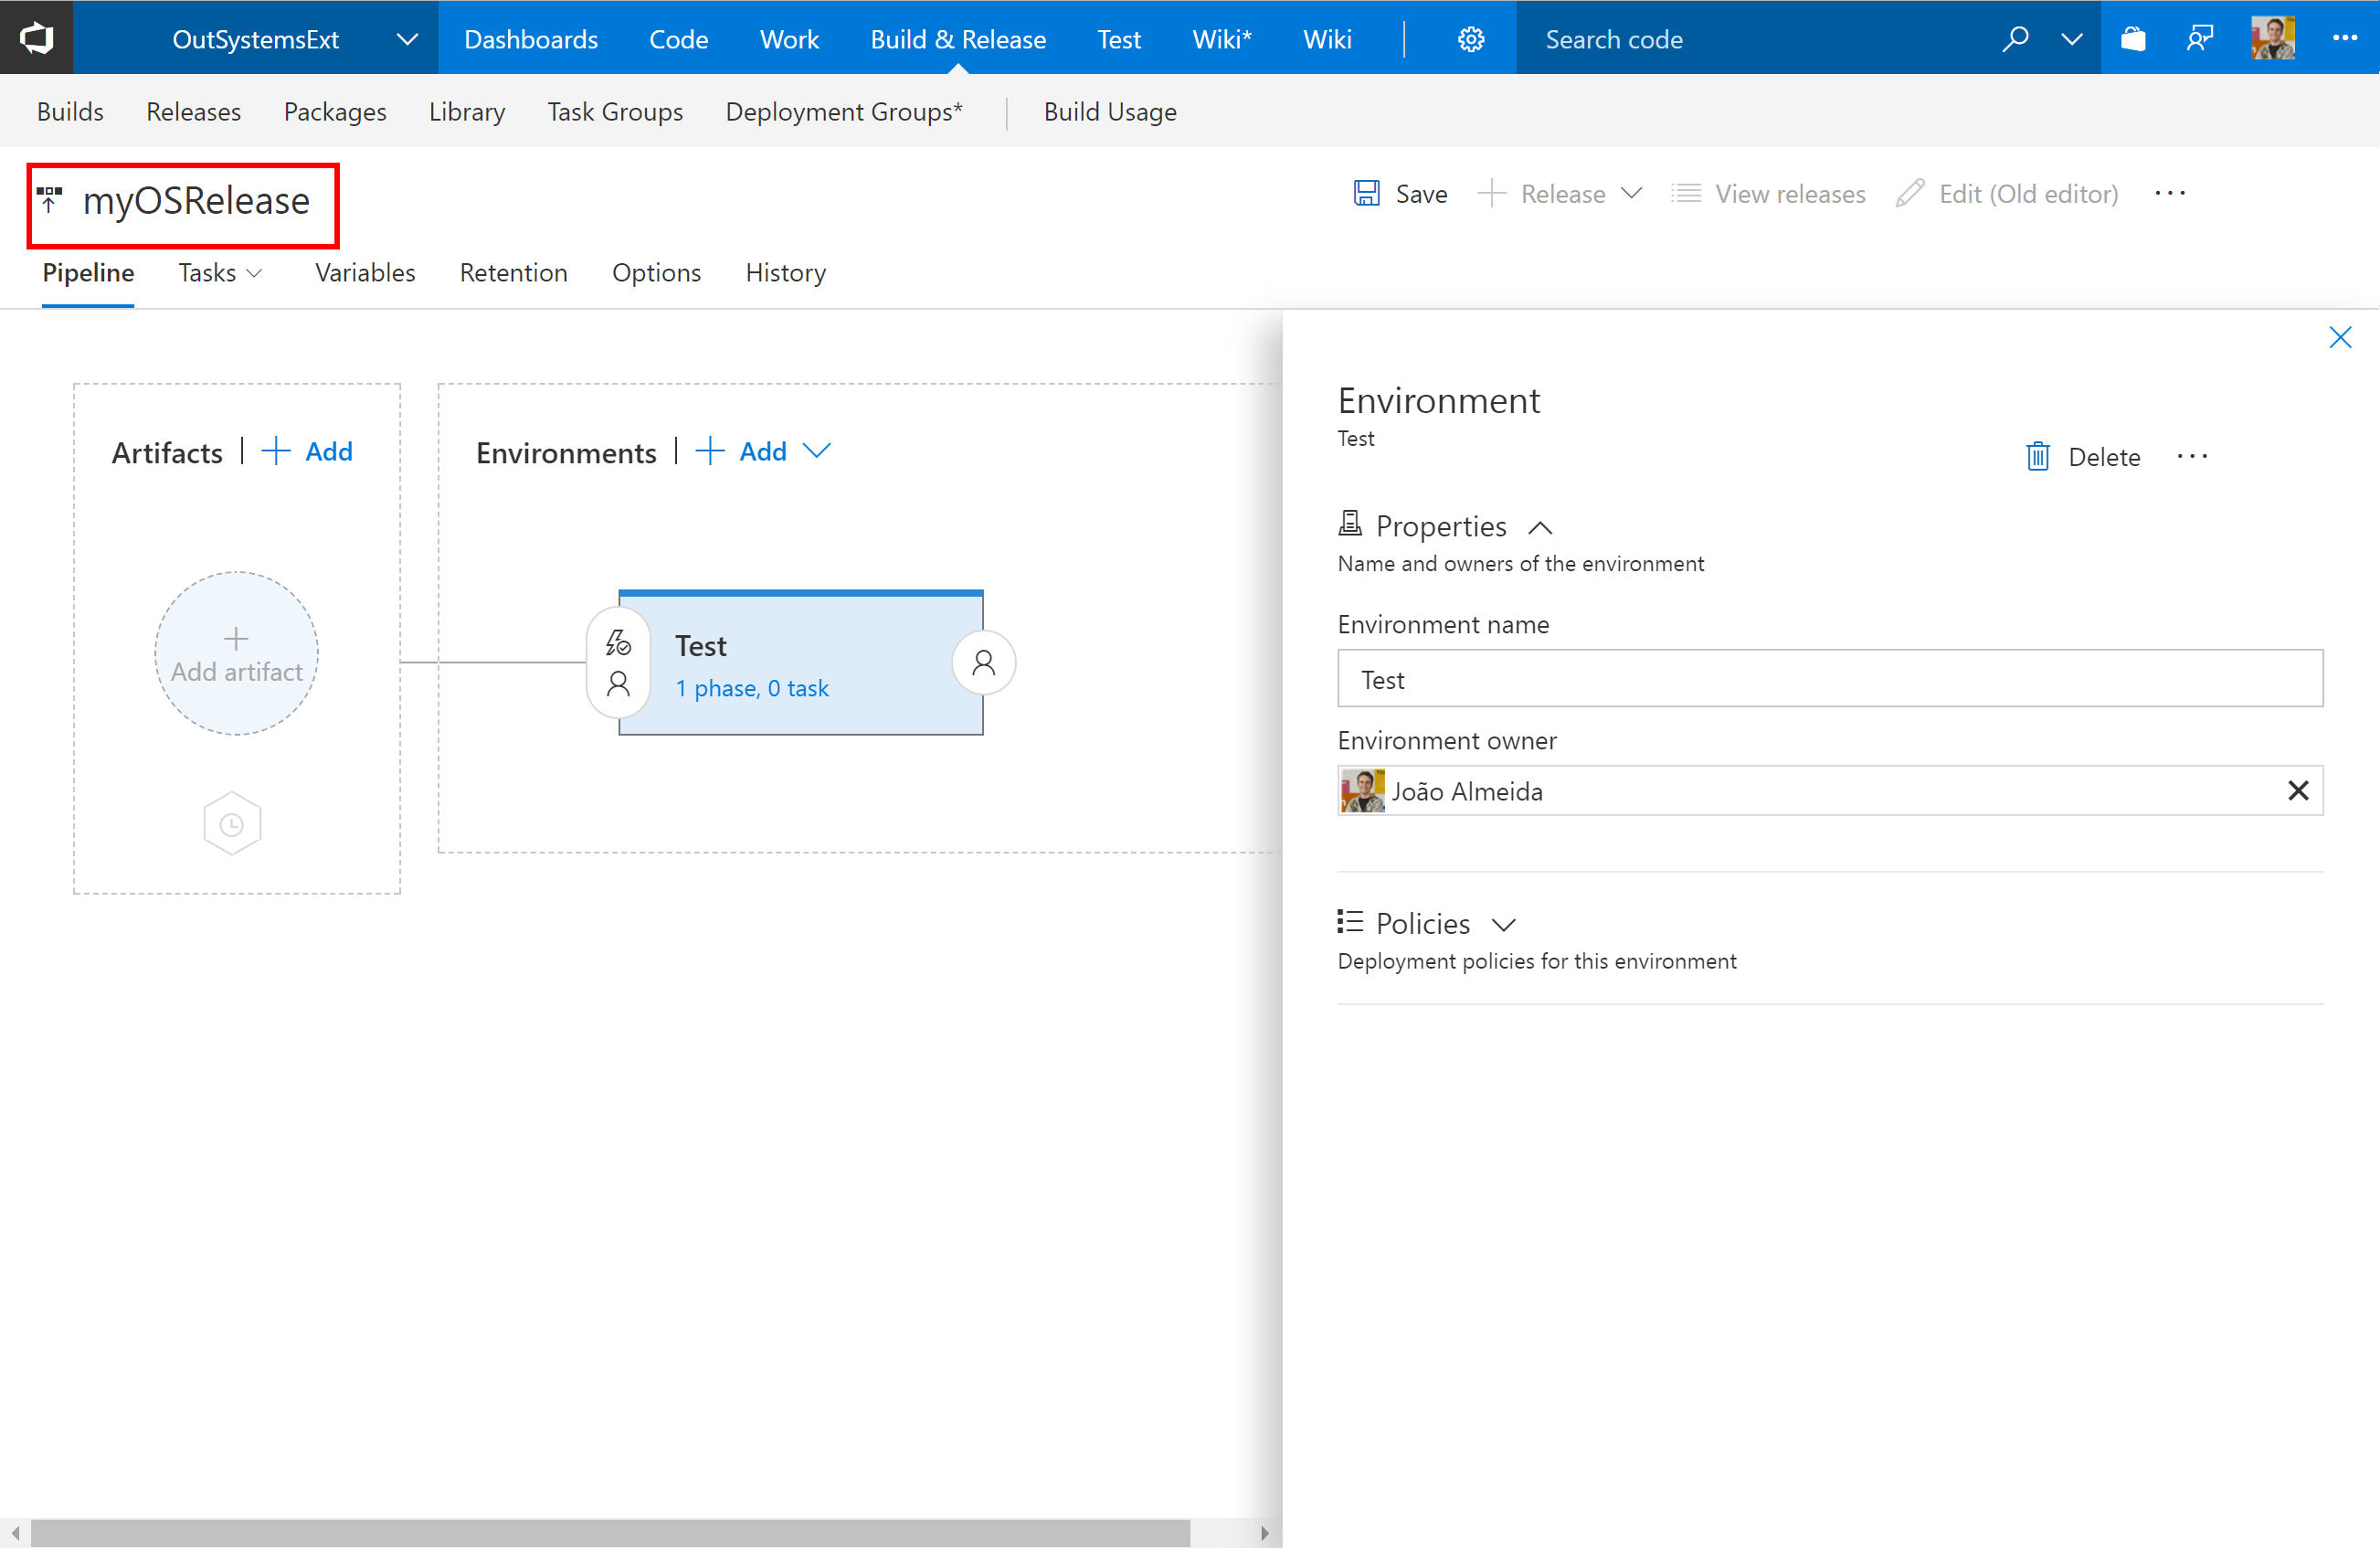 OutSystemsExt Dashboards Code Work Build & Release Test Wiki* Wiki Search code
Builds Releases Packages Library Task Groups Deployment Groups* Build Usage
myOSRelease
Save Release View releases Edit (Old editor)
Pipeline Tasks Variables Retention Options History
Artifacts Add
Add artifact
Environments Add
Test
1 phase, 0 task
Environment
Test
Delete
Properties
Name and owners of the environment
Environment name
Test
Environment owner
João Almeida
Policies
Deployment policies for this environment